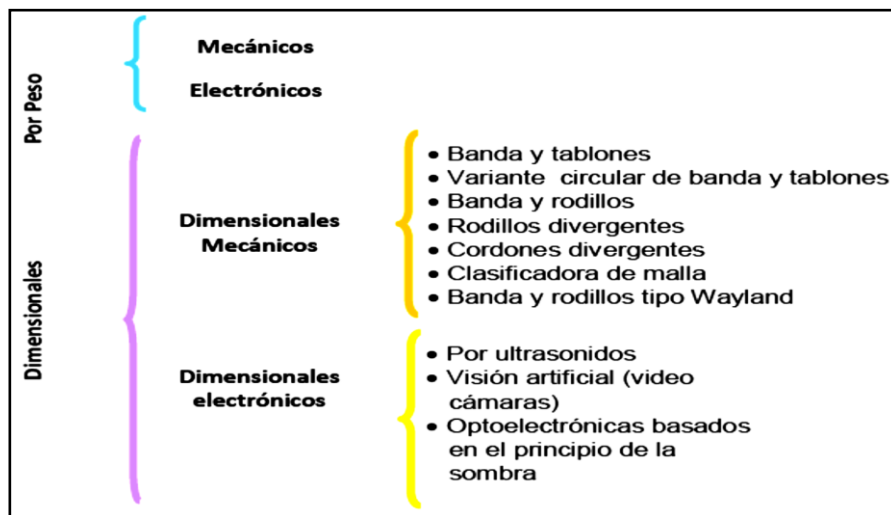 Por Peso
Mecánicos
Electrónicos
Dimensionales
Dimensionales
Mecánicos
• Banda y tablones
• Variante circular de banda y tablones
• Banda y rodillos
• Rodillos divergentes
• Cordones divergentes
• Clasificadora de malla
• Banda y rodillos tipo Wayland
Dimensionales
electrónicos
• Por ultrasonidos
• Visión artificial (video
cámaras)
• Optoelectrónicas basados
en el principio de la
sombra